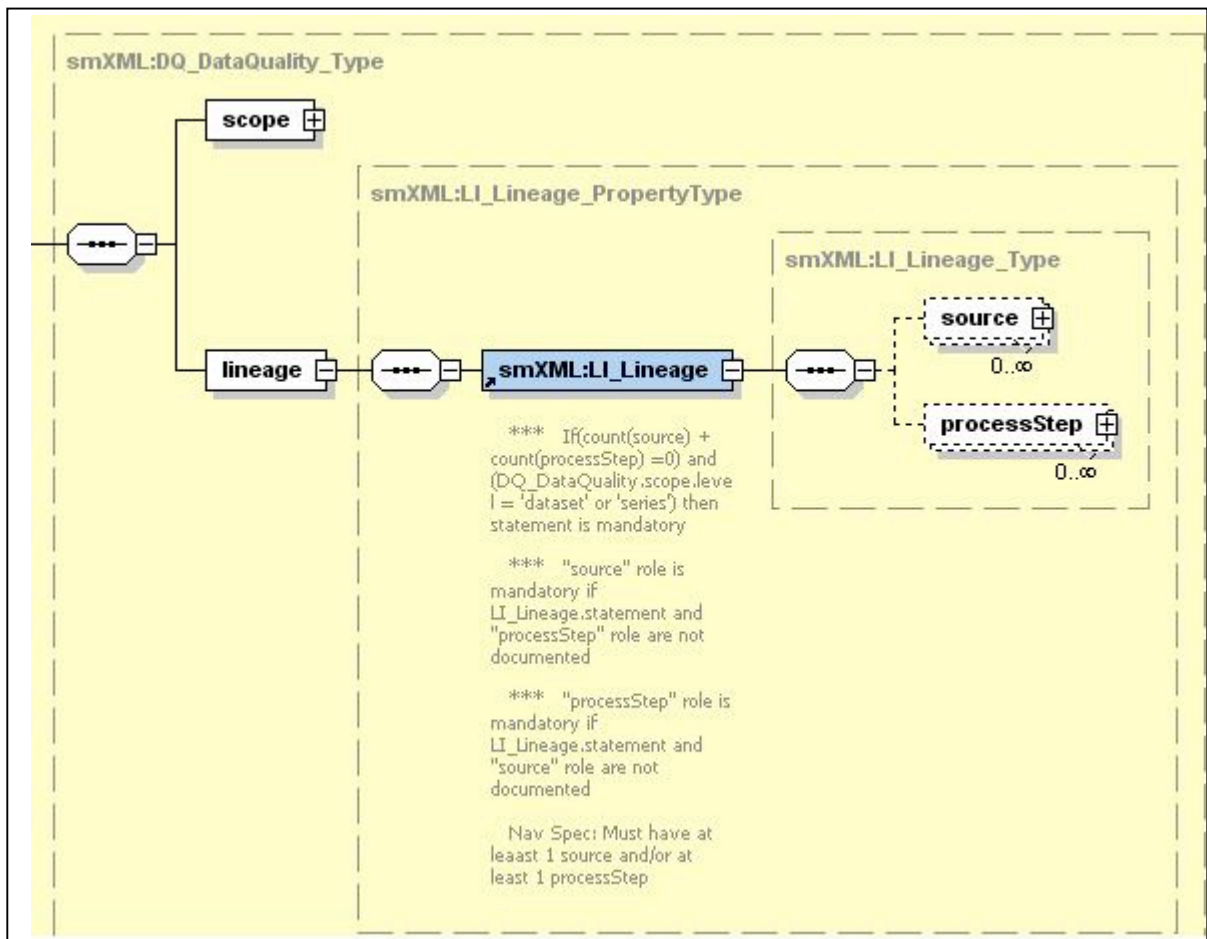 smXML:DQ_DataQuality_Type
scope
smXML:LI_Lineage_PropertyType
smXML:LI_Lineage_Type
source
0..∞
lineage
smXML:LI_Lineage
processStep
0..∞
*** If(count(source) +
count(processStep) =0) and
(DQ_DataQuality.scope.leve
l = 'dataset' or 'series') then
statement is mandatory
*** "source" role is
mandatory if
LI_Lineage.statement and
"processStep" role are not
documented
*** "processStep" role is
mandatory if
LI_Lineage.statement and
"source" role are not
documented
Nav Spec: Must have at
leaast 1 source and/or at
least 1 processStep